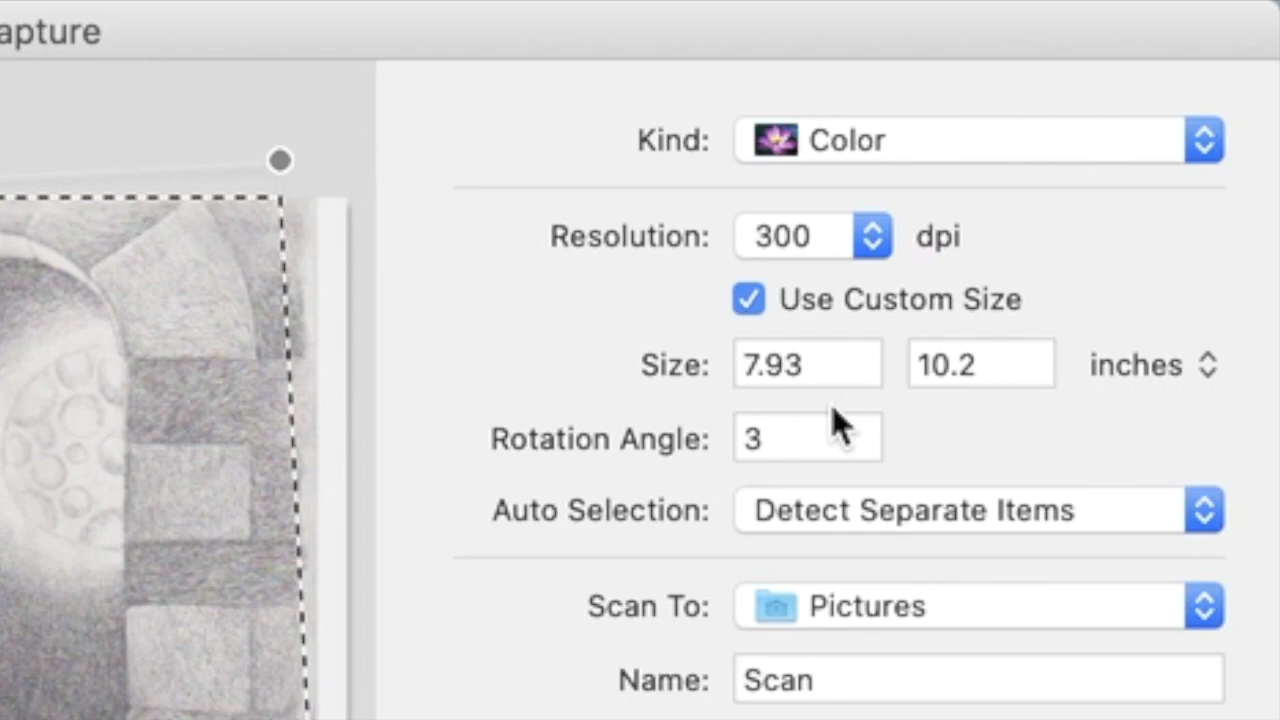 apture
Kind: Color
Resolution: 300 dpi
Use Custom Size
Size: 7.93 10.2 inches
Rotation Angle: 3
Auto Selection: Detect Separate Items
Scan To: Pictures
Name: Scan